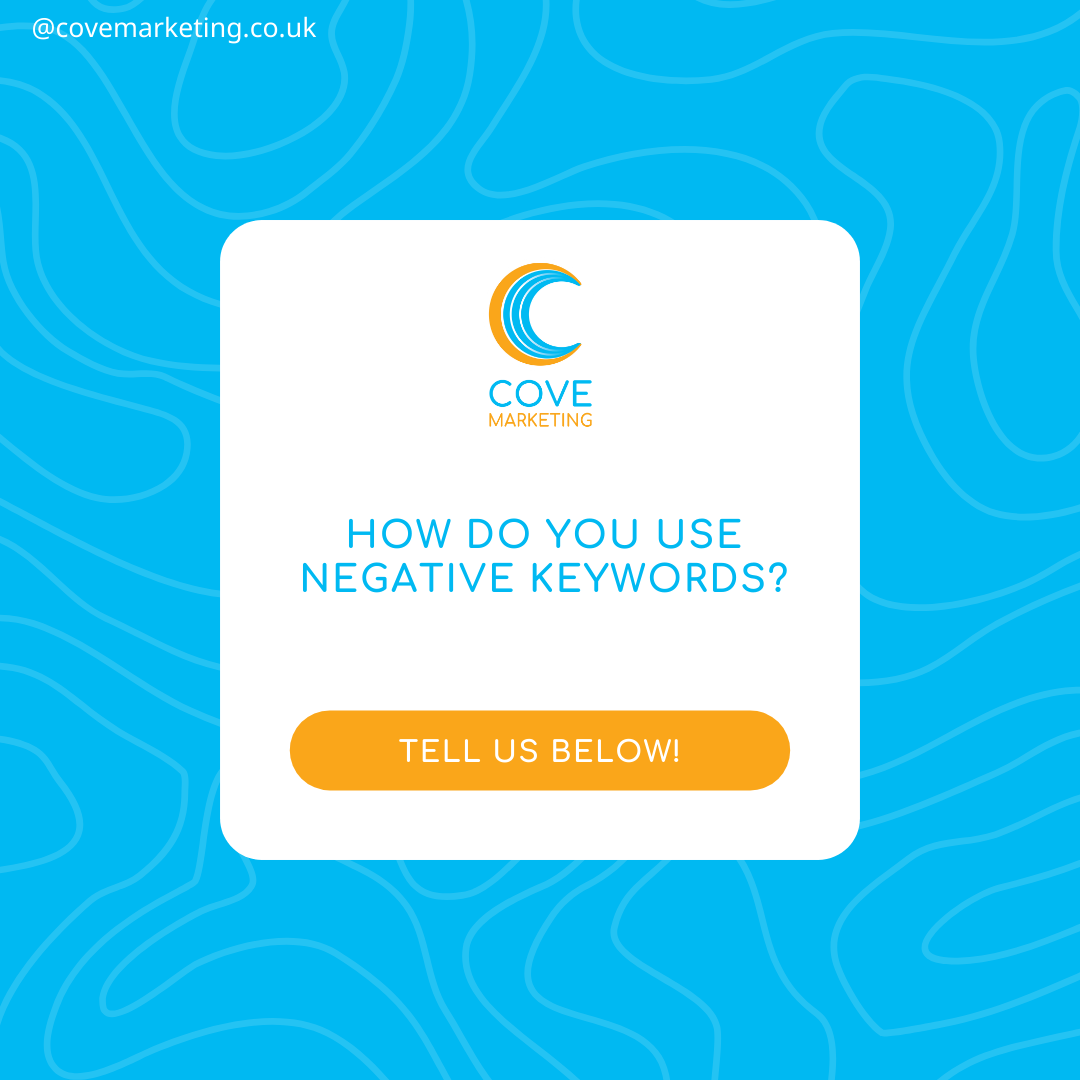 @covemarketing.co.uk
COVE
MARKETING
HOW DO YOU USE
NEGATIVE KEYWORDS?
TELL US BELOW!